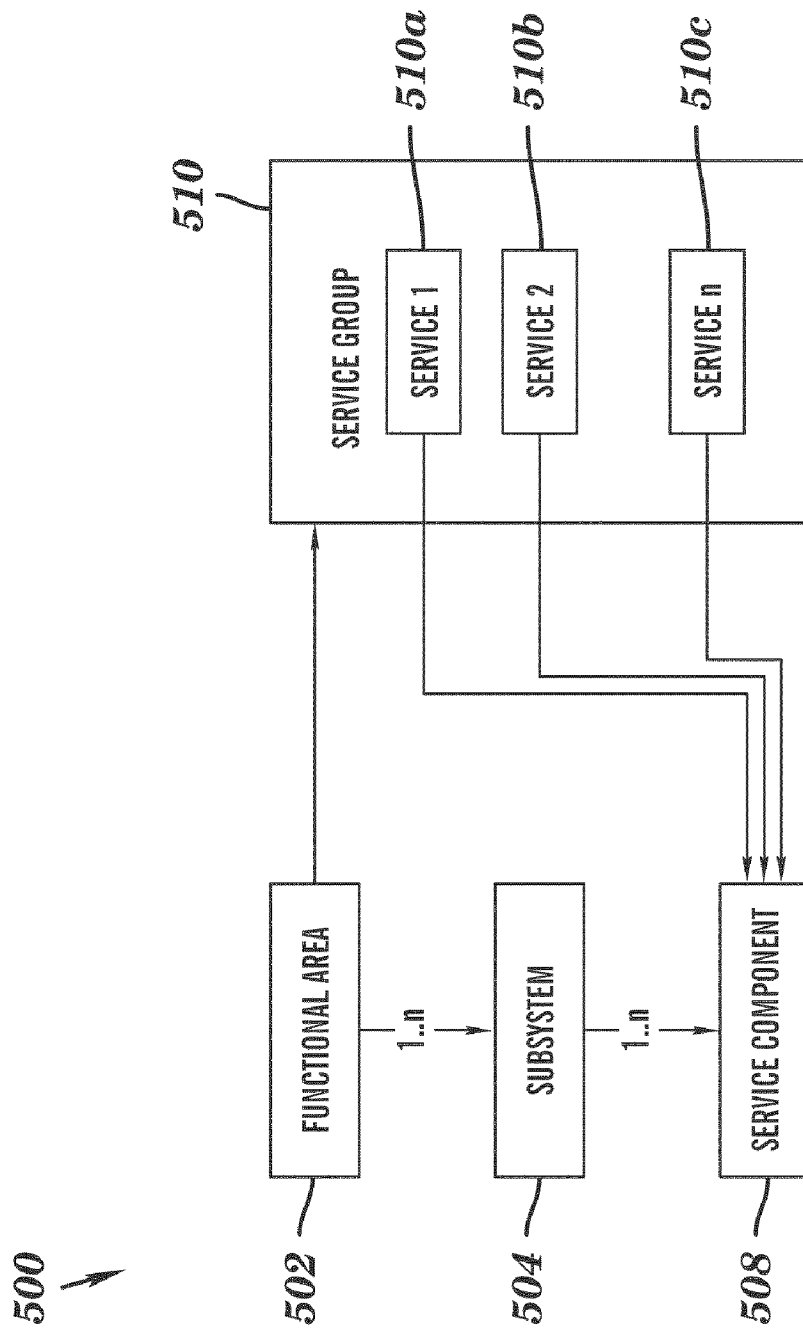 500
510
502
FUNCTIONAL AREA
SERVICE GROUP
SERVICE 1
510a
1..n
504
SUBSYSTEM
SERVICE 2
510b
1..n
508
SERVICE COMPONENT
SERVICE n
510c